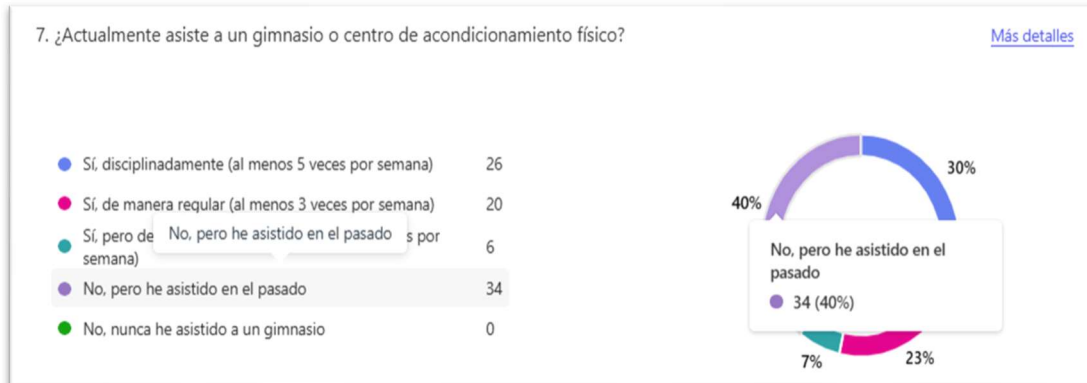 7. ¿Actualmente asiste a un gimnasio o centro de acondicionamiento físico?
Más detalles
Sí, disciplinadamente (al menos 5 veces por semana) 26
Sí, de manera regular (al menos 3 veces por semana) 20
Sí, pero de
No, pero he asistido en el pasado
s por
semana) 6
No, pero he asistido en el pasado 34
No, nunca he asistido a un gimnasio 0
30%
40%
No, pero he asistido en el
pasado
34 (40%)
7%
23%